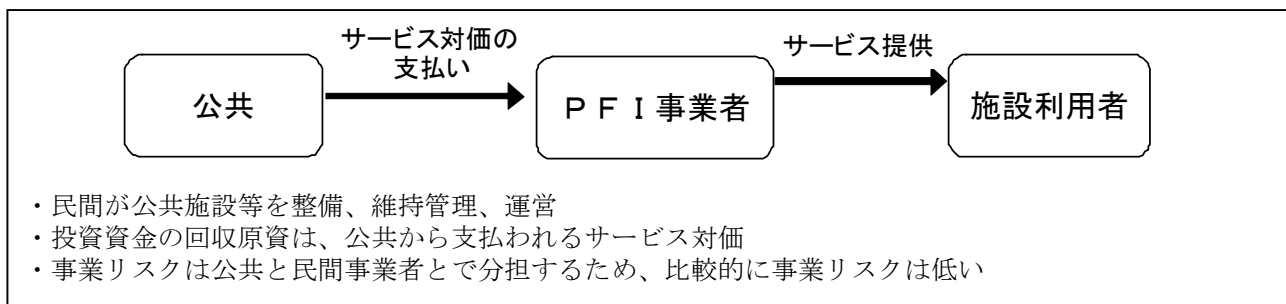 サービス対価の
支払い
サービス提供
公共
ＰＦＩ事業者
施設利用者
・民間が公共施設等を整備、維持管理、運営
・投資資金の回収原資は、公共から支払われるサービス対価
・事業リスクは公共と民間事業者とで分担するため、比較的に事業リスクは低い